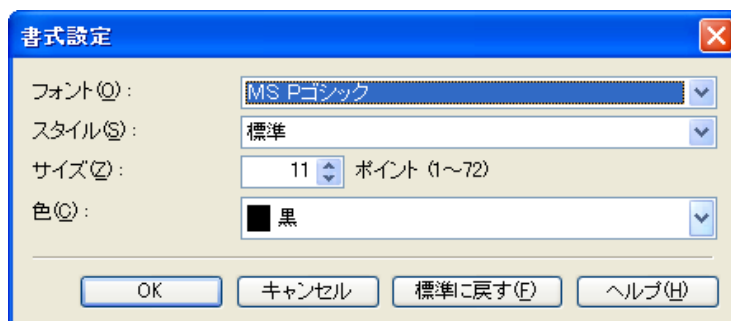 書式設定
フォント(O)： MS Pゴシック
スタイル(S)： 標準
サイズ(Z)： 11 ポイント (1～72)
色(C)： 黒
OK キャンセル 標準に戻す(F) ヘルプ(H)